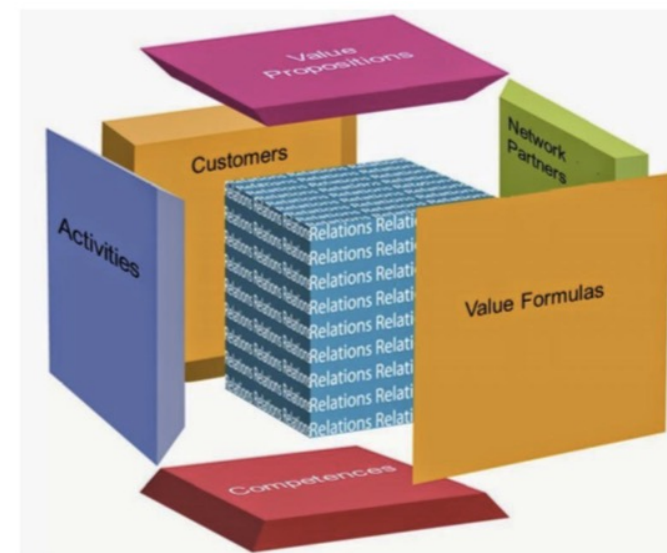 Value
Propositions
Network
Partners
Customers
Activities
Relations Relati
Relations Relati
Relations Relati
Relations Relati
Relations Relati
Relations Relati
Relations Relati
Relations Relati
Relations Relati
Value Formulas
Competences